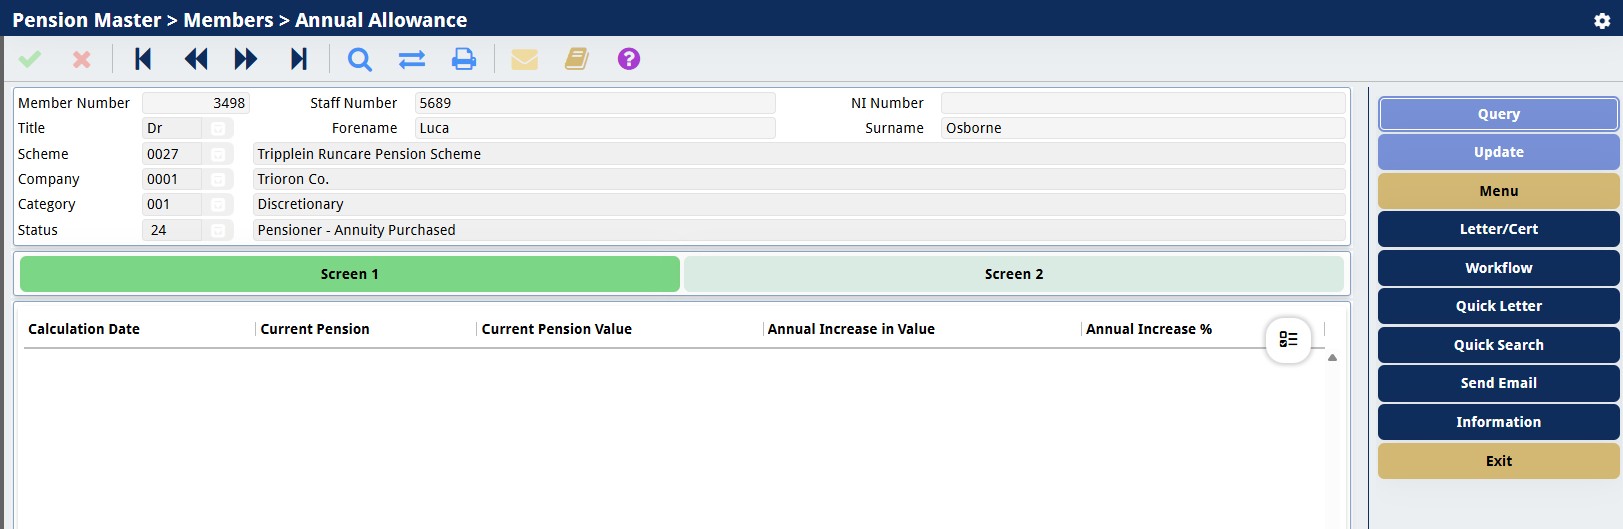 Pension Master > Members > Annual Allowance
Member Number 3498 Staff Number 5689 NI Number
Title Dr Forename Luca Surname Osborne
Scheme 0027 Tripplein Runcare Pension Scheme
Company 0001 Trioron Co.
Category 001 Discretionary
Status 24 Pensioner - Annuity Purchased
Screen 1 Screen 2
Calculation Date Current Pension Current Pension Value Annual Increase in Value Annual Increase %
Query
Update
Menu
Letter/Cert
Workflow
Quick Letter
Quick Search
Send Email
Information
Exit